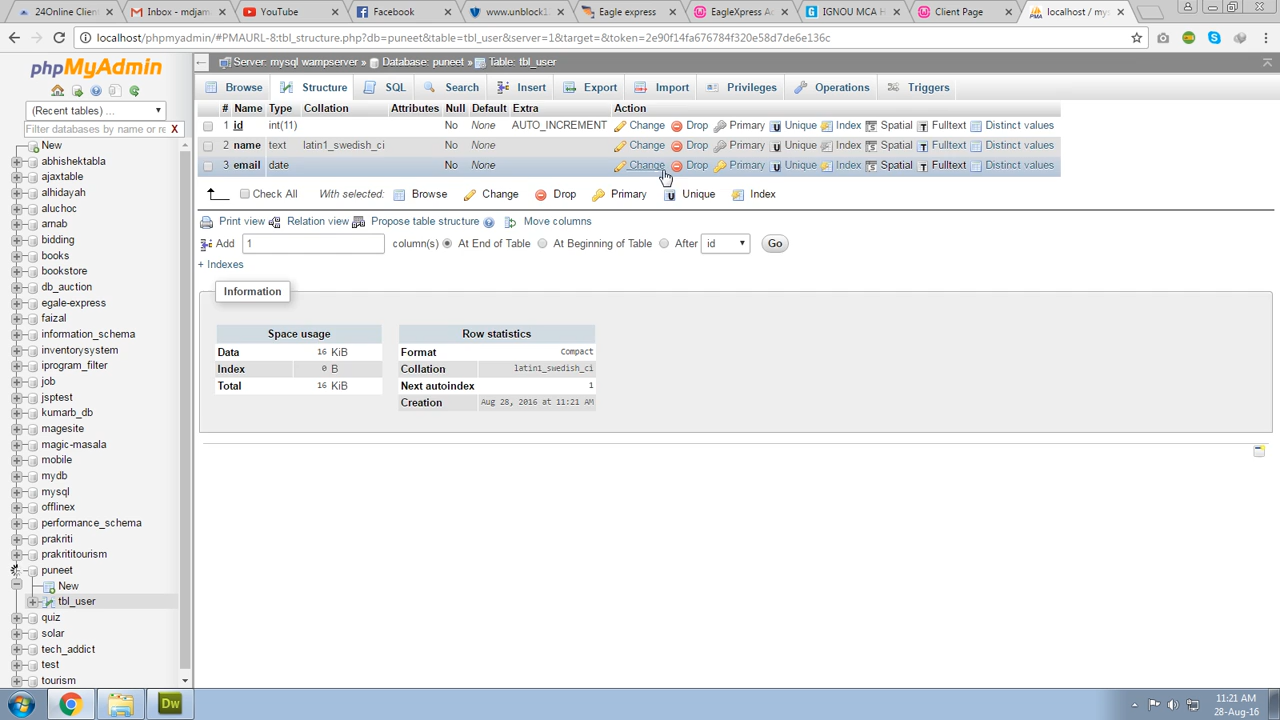 24Online Clien
Inbox - mdjam
YouTube
Facebook
www.unblock1
Eagle express
EagleXpress Ac
IGNOU MCA H
Client Page
localhost / my
localhost/phpmyadmin/#PMAURL-8:tbl_structure.php?db=puneet&table=tbl_user&server=1&target=&token=2e90f14fa676784f320e58d7de6e136c
phpMyAdmin
(Recent tables) ...
Filter databases by name or re X
New
abhishektabla
ajaxtable
alhidayah
aluchoc
arnab
bidding
books
bookstore
db_auction
egale-express
faizal
information_schema
inventorysystem
iprogram_filter
job
jsptest
kumarb_db
magesite
magic-masala
mobile
mydb
mysql
offlinex
performance_schema
prakriti
prakrititourism
puneet
New
tbl_user
quiz
solar
tech_addict
test
tourism
Server: mysql wampserver » Database: puneet » Table: tbl_user
Browse Structure SQL Search Insert Export Import Privileges Operations Triggers
# Name Type Collation Attributes Null Default Extra Action
1 id int(11) No None AUTO_INCREMENT Change Drop Primary Unique Index Spatial Fulltext Distinct values
2 name text latin1_swedish_ci No None Change Drop Primary Unique Index Spatial Fulltext Distinct values
3 email date No None Change Drop Primary Unique Index Spatial Fulltext Distinct values
Check All With selected: Browse Change Drop Primary Unique Index
Print view Relation view Propose table structure Move columns
Add 1 column(s) At End of Table At Beginning of Table After id Go
+ Indexes
Information
Space usage
Data 16 KiB
Index 0 B
Total 16 KiB
Row statistics
Format Compact
Collation latin1_swedish_ci
Next autoindex 1
Creation Aug 28, 2016 at 11:21 AM
Dw
11:21 AM
28-Aug-16